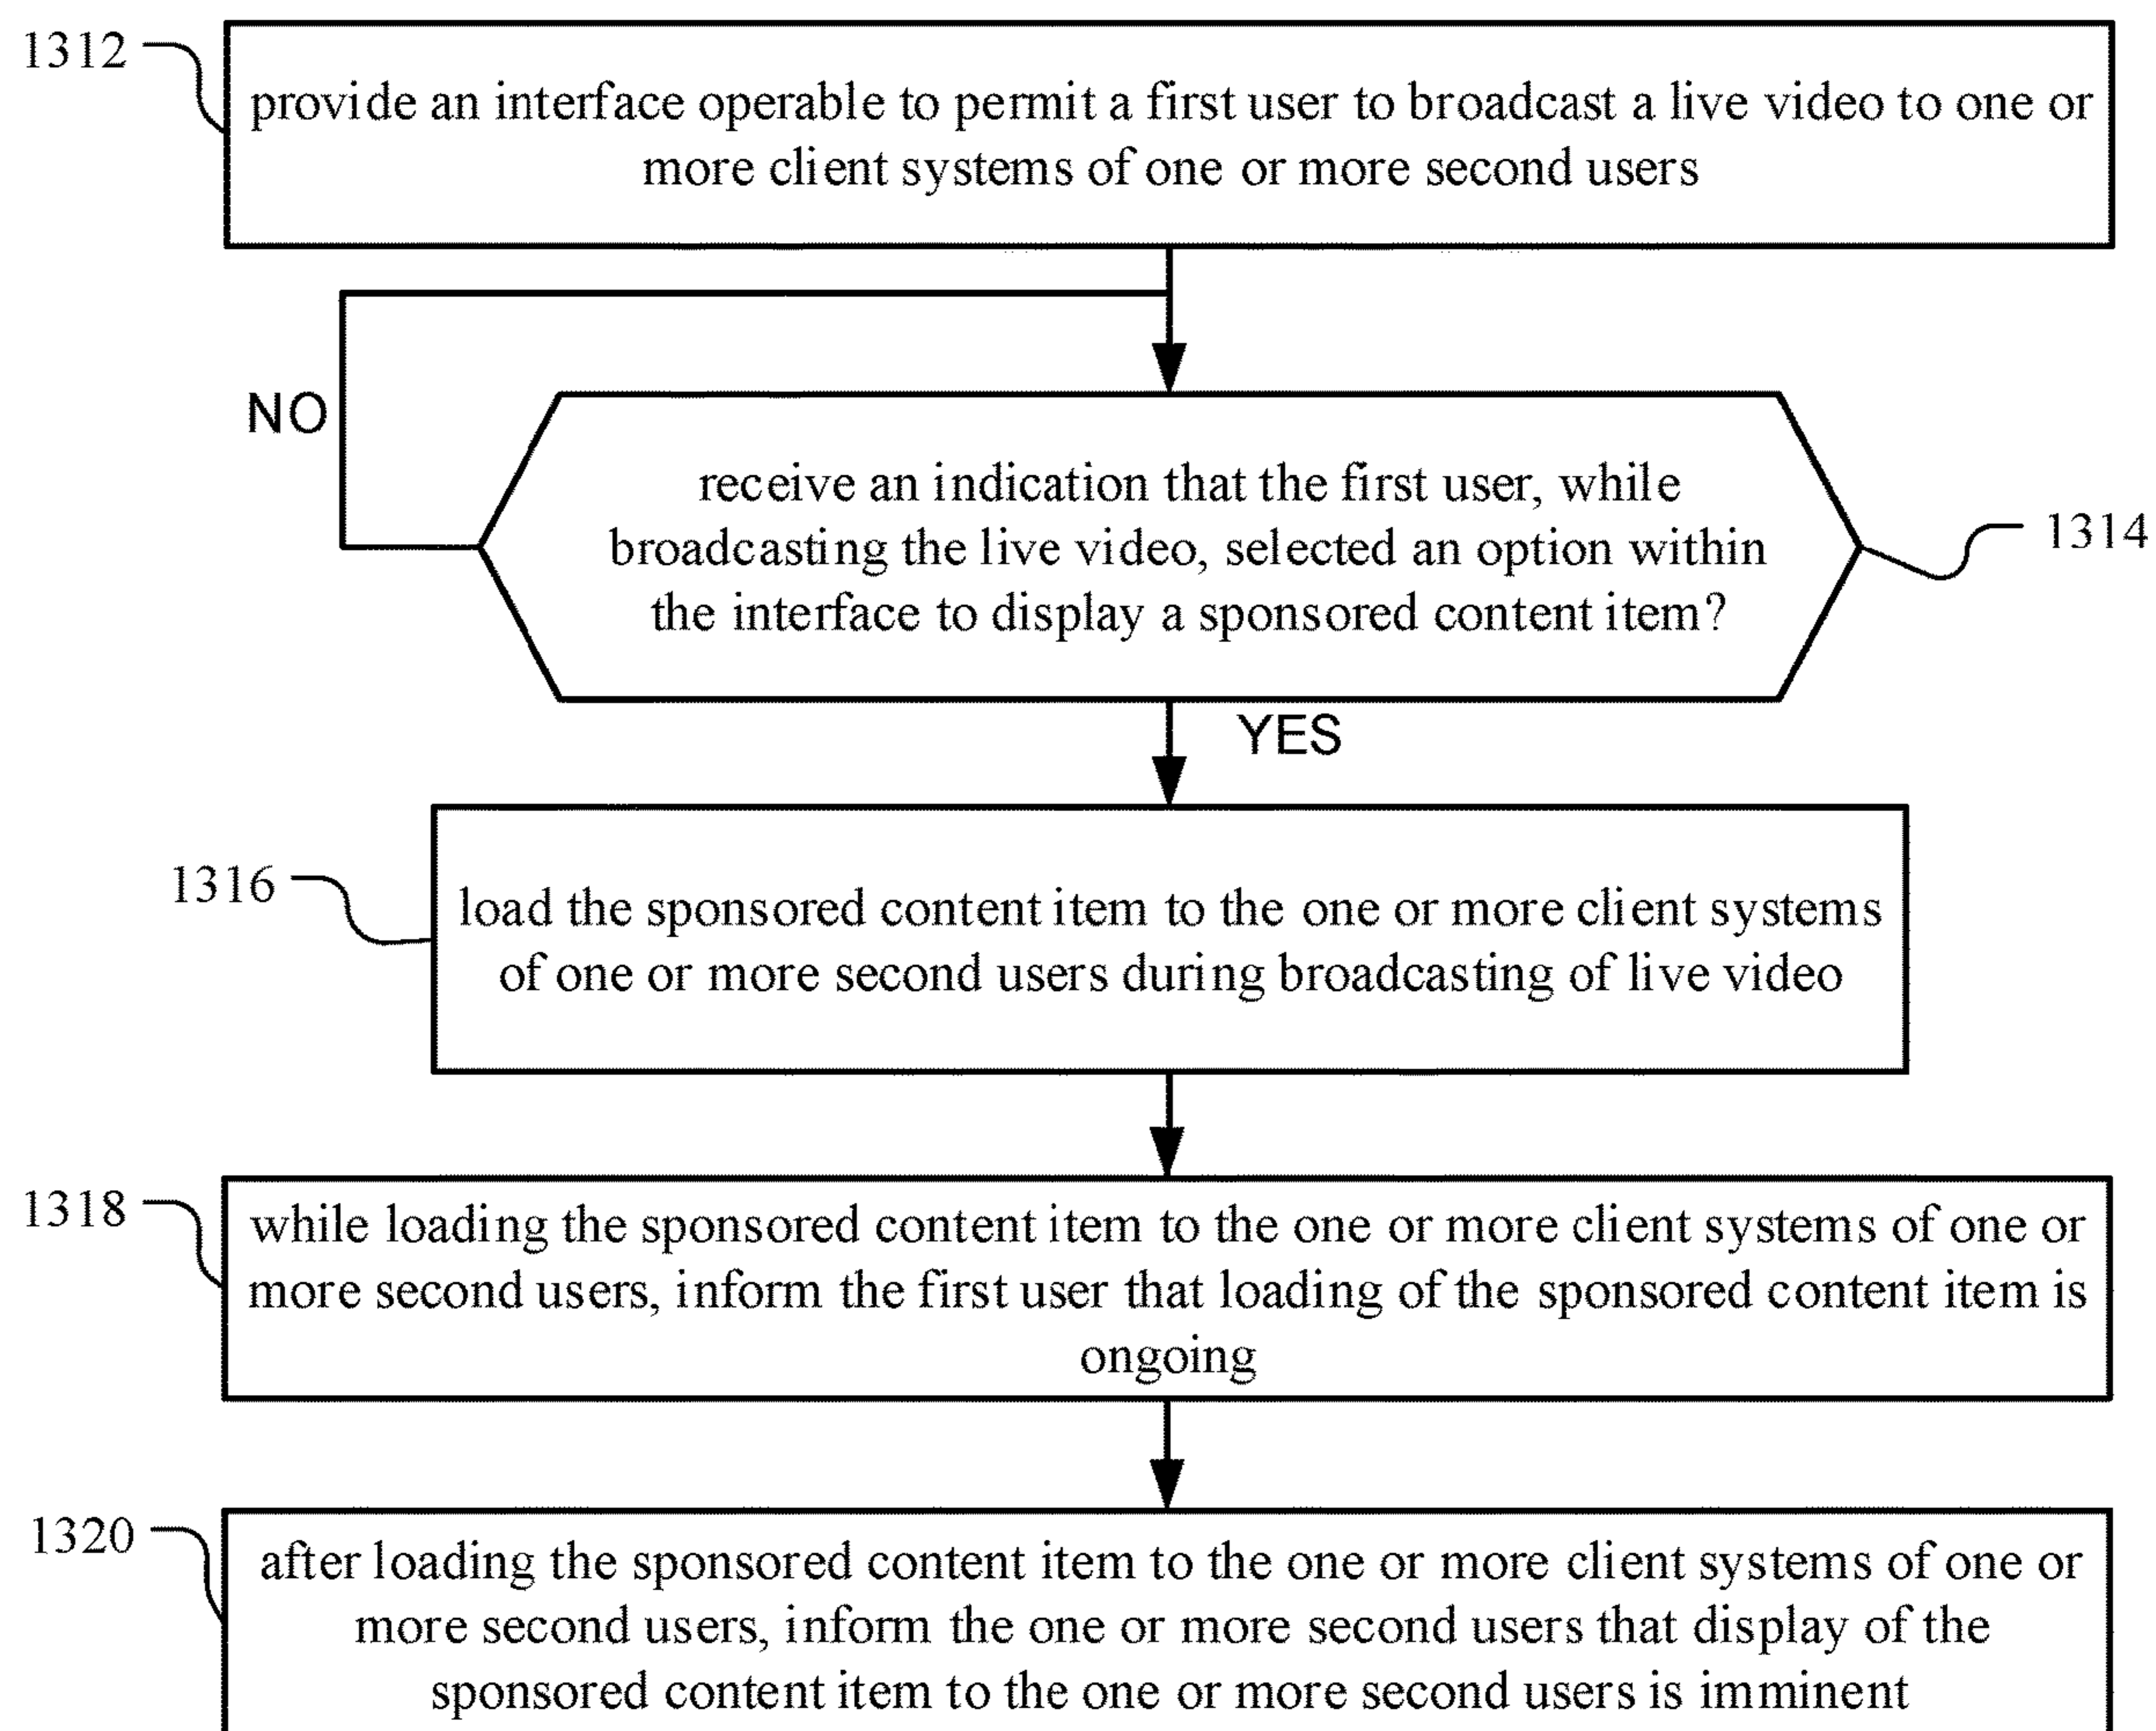 1312
provide an interface operable to permit a first user to broadcast a live video to one or
more client systems of one or more second users
NO
receive an indication that the first user, while
broadcasting the live video, selected an option within
the interface to display a sponsored content item?
1314
YES
1316
load the sponsored content item to the one or more client systems
of one or more second users during broadcasting of live video
1318
while loading the sponsored content item to the one or more client systems of one or
more second users, inform the first user that loading of the sponsored content item is
ongoing
1320
after loading the sponsored content item to the one or more client systems of one or
more second users, inform the one or more second users that display of the
sponsored content item to the one or more second users is imminent